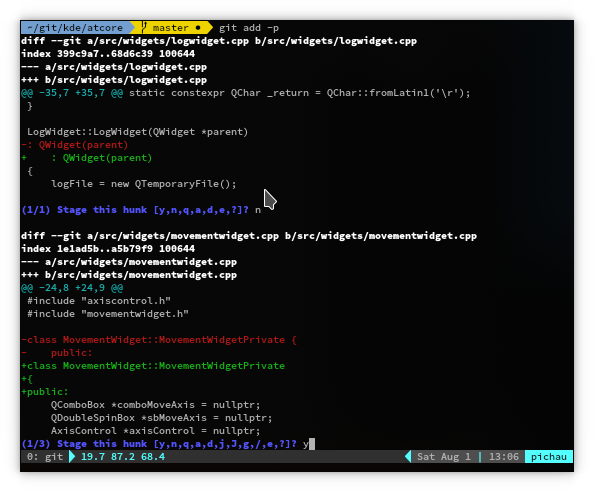 ~/git/kde/atcore master ● git add -p
diff --git a/src/widgets/logwidget.cpp b/src/widgets/logwidget.cpp
index 399c9a7..68d6c39 100644
--- a/src/widgets/logwidget.cpp
+++ b/src/widgets/logwidget.cpp
@@ -35,7 +35,7 @@ static constexpr QChar _return = QChar::fromLatin1('\r');
 }

 LogWidget::LogWidget(QWidget *parent)
-: QWidget(parent)
+    : QWidget(parent)
 {
     logFile = new QTemporaryFile();

(1/1) Stage this hunk [y,n,q,a,d,e,?]? n

diff --git a/src/widgets/movementwidget.cpp b/src/widgets/movementwidget.cpp
index 1e1ad5b..a5b79f9 100644
--- a/src/widgets/movementwidget.cpp
+++ b/src/widgets/movementwidget.cpp
@@ -24,8 +24,9 @@
 #include "axiscontrol.h"
 #include "movementwidget.h"

-class MovementWidget::MovementWidgetPrivate {
-    public:
+class MovementWidget::MovementWidgetPrivate
+{
+public:
     QComboBox *comboMoveAxis = nullptr;
     QDoubleSpinBox *sbMoveAxis = nullptr;
     AxisControl *axisControl = nullptr;
(1/3) Stage this hunk [y,n,q,a,d,j,J,g,/,e,?]? y
0: git 19.7 87.2 68.4 Sat Aug 1 | 13:06 pichau